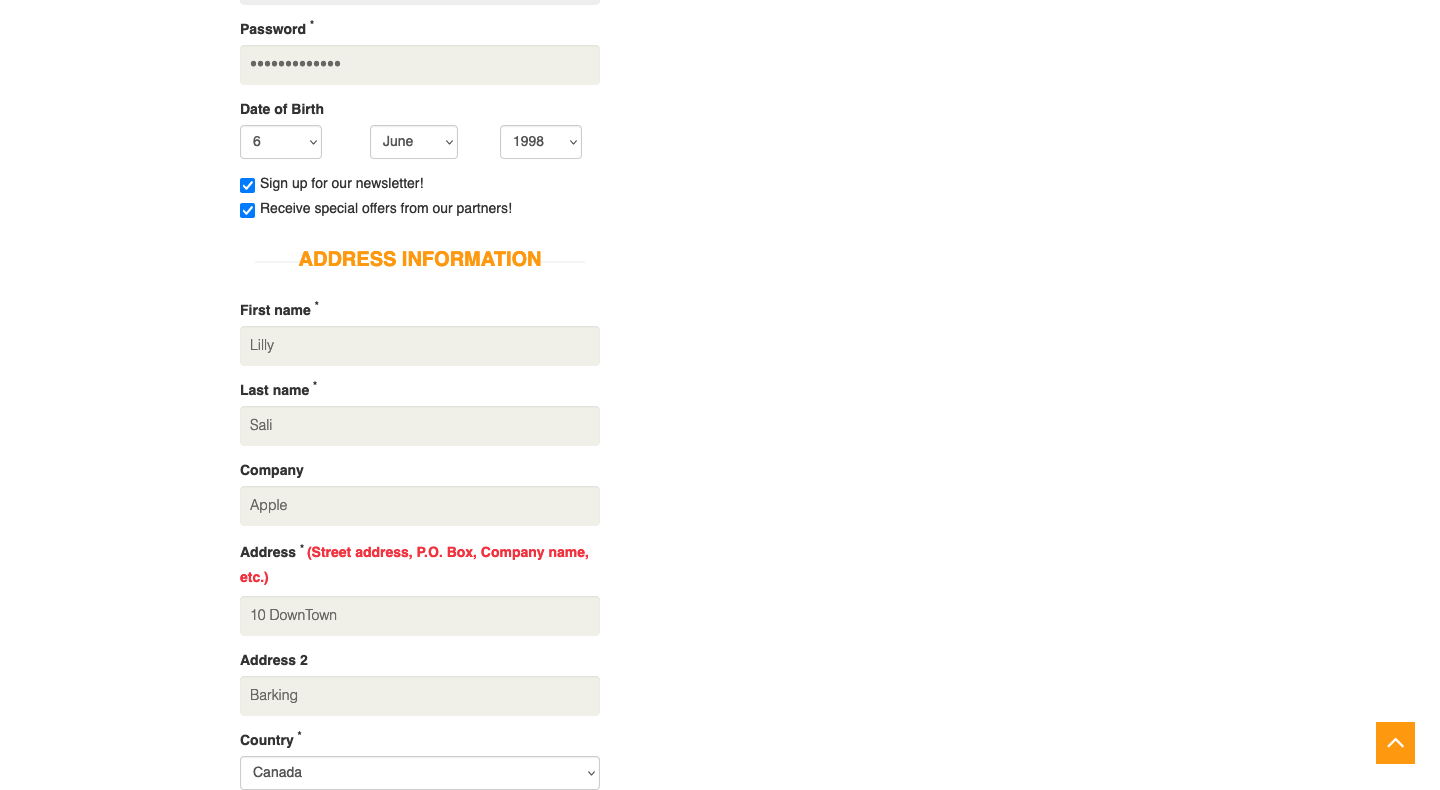 Password *
•••••••••••••
Date of Birth
6 June 1998
Sign up for our newsletter!
Receive special offers from our partners!
ADDRESS INFORMATION
First name *
Lilly
Last name *
Sali
Company
Apple
Address * (Street address, P.O. Box, Company name,
etc.)
10 DownTown
Address 2
Barking
Country *
Canada